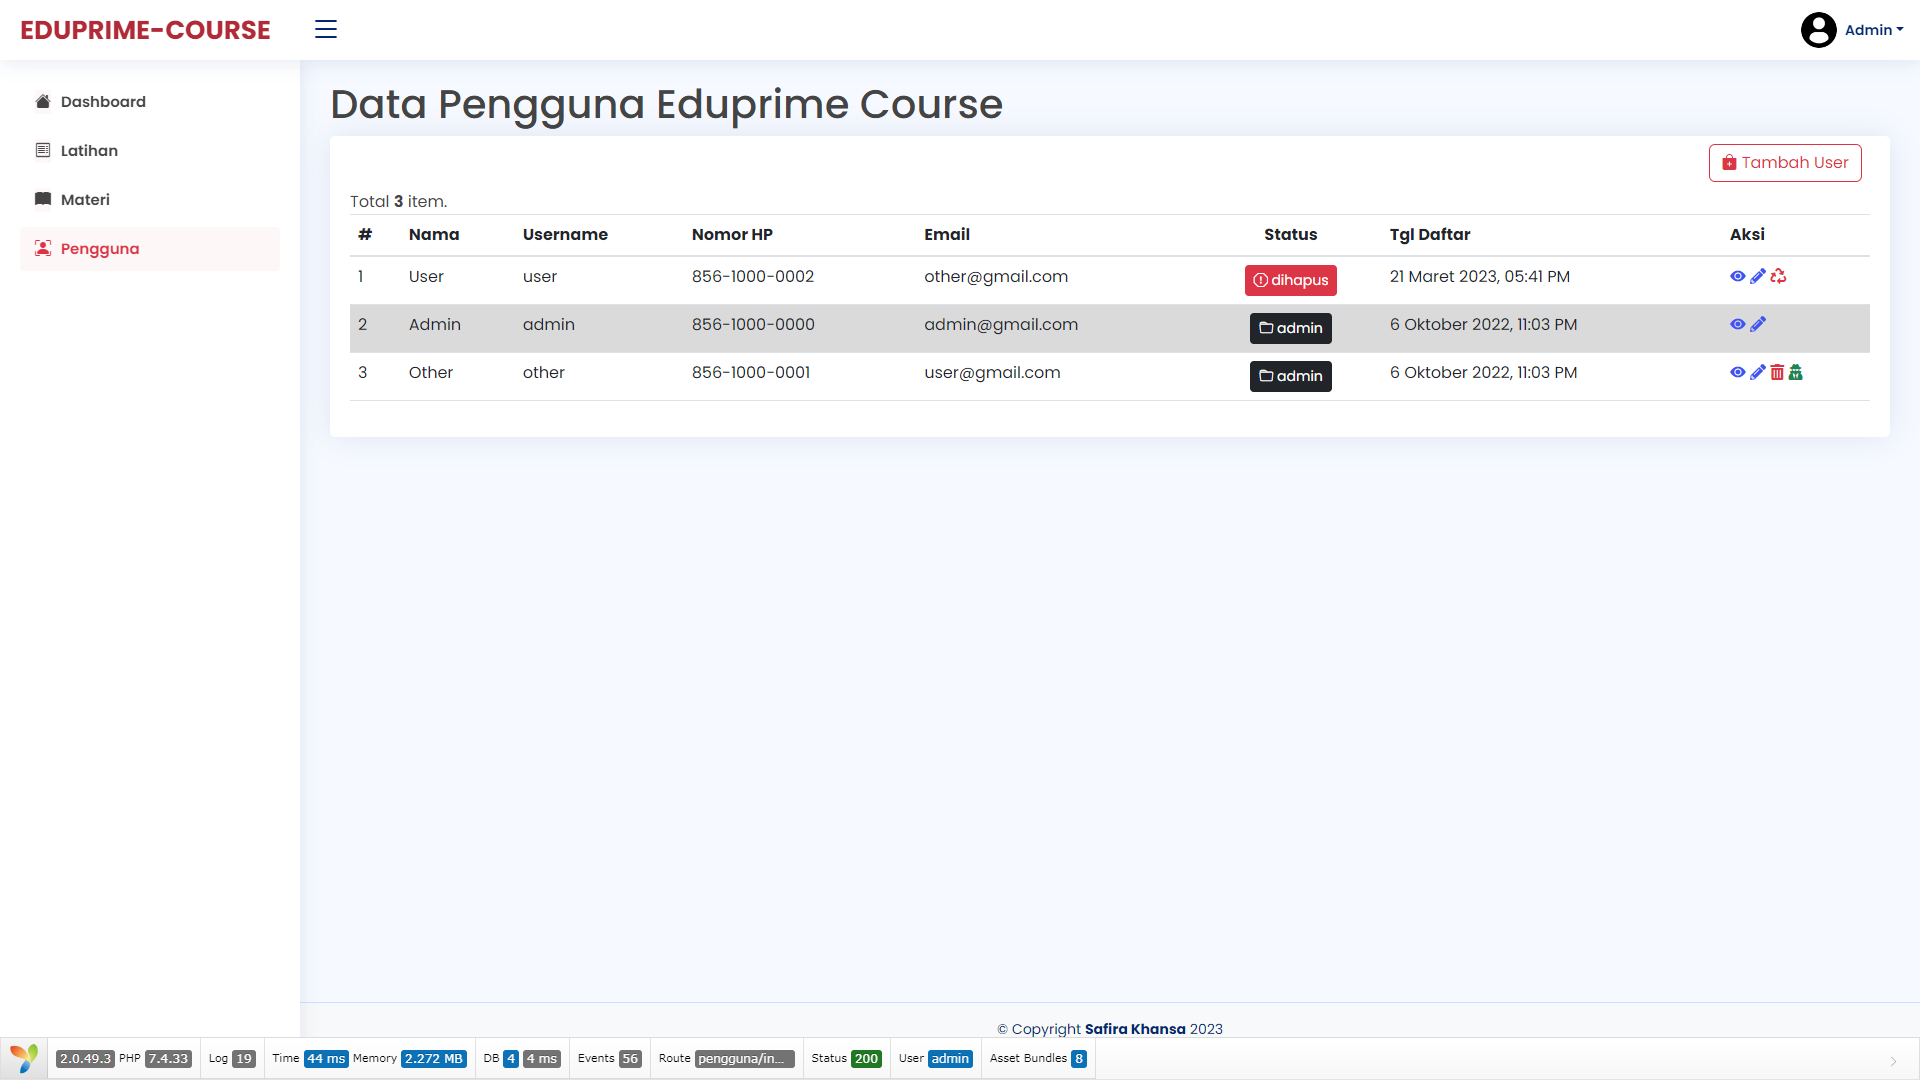 EDUPRIME-COURSE
Admin
Dashboard
Latihan
Materi
Pengguna
Data Pengguna Eduprime Course
Tambah User
Total 3 item.
# Nama Username Nomor HP Email Status Tgl Daftar Aksi
1 User user 856-1000-0002 other@gmail.com dihapus 21 Maret 2023, 05:41 PM
2 Admin admin 856-1000-0000 admin@gmail.com admin 6 Oktober 2022, 11:03 PM
3 Other other 856-1000-0001 user@gmail.com admin 6 Oktober 2022, 11:03 PM
© Copyright Safira Khansa 2023
2.0.49.3 PHP 7.4.33 Log 19 Time 44 ms Memory 2.272 MB DB 4 4 ms Events 56 Route pengguna/in... Status 200 User admin Asset Bundles 8